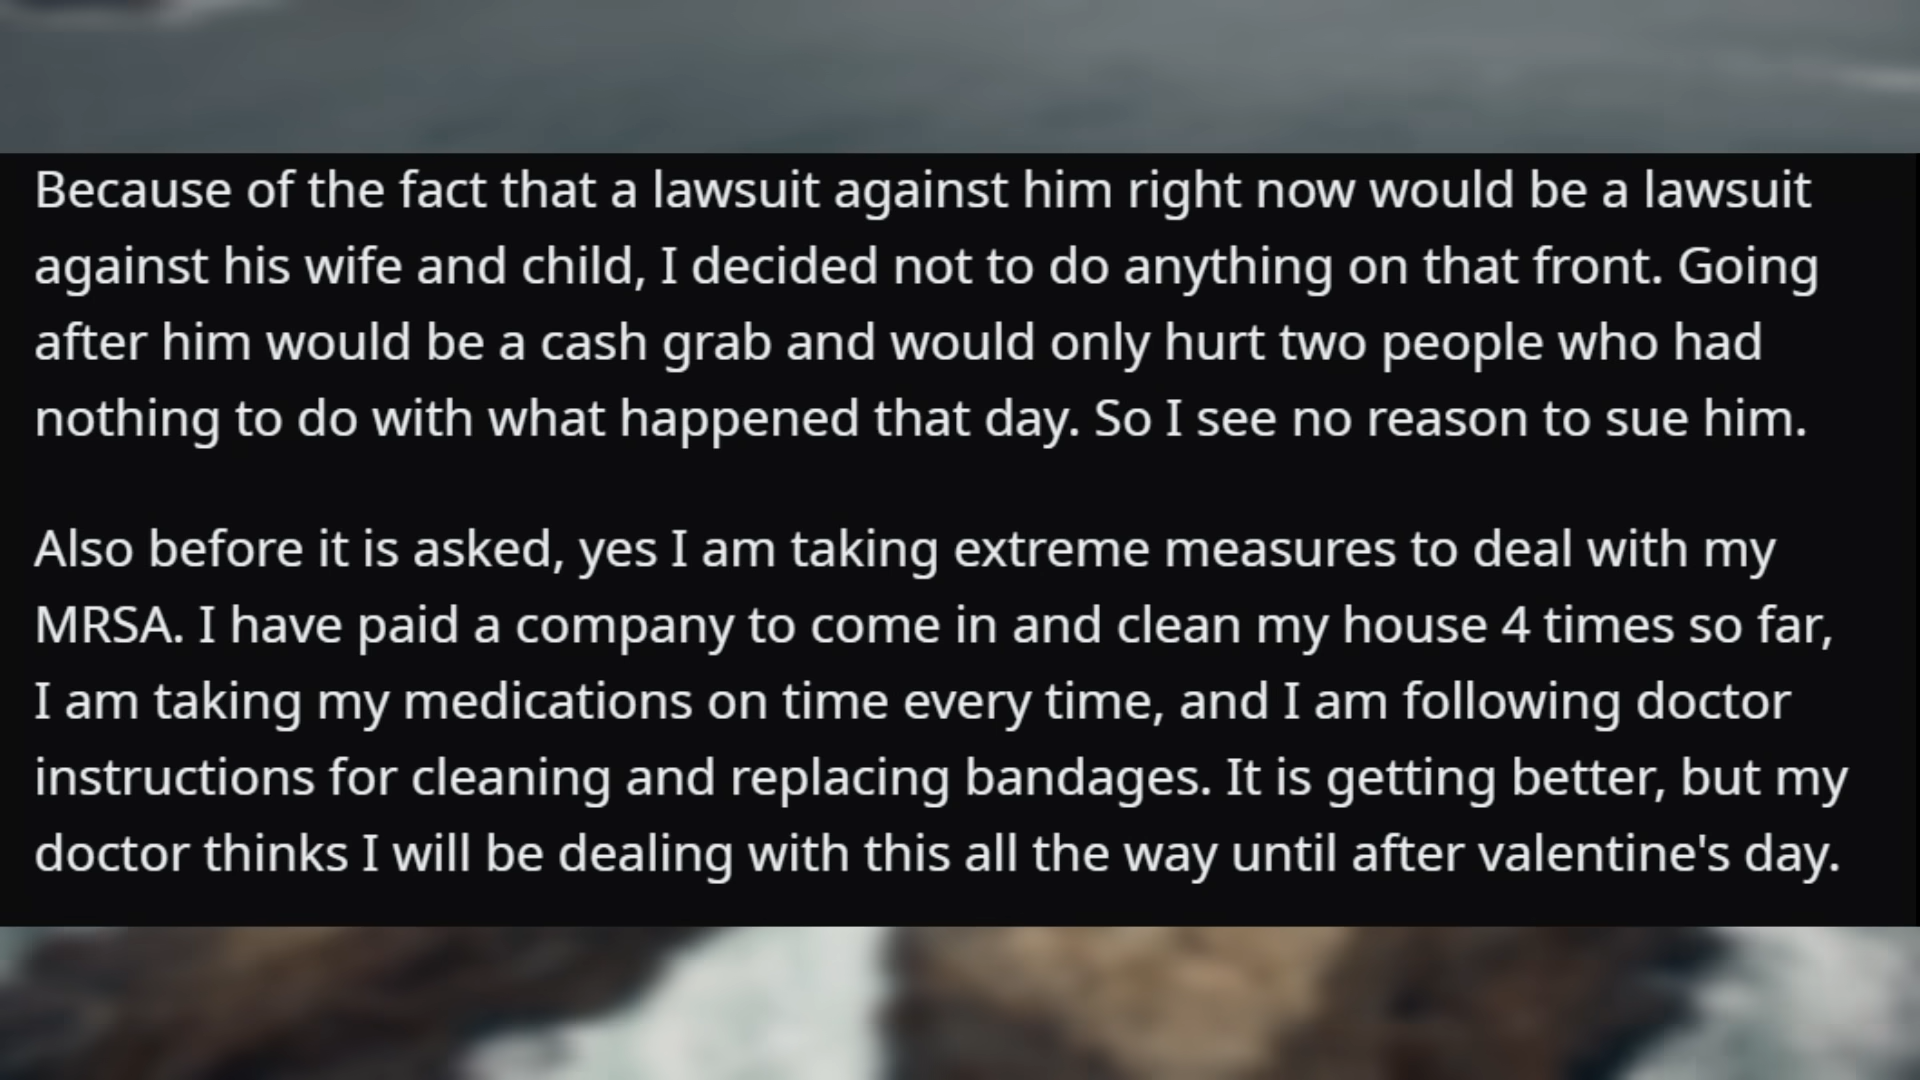 Because of the fact that a lawsuit against him right now would be a lawsuit
against his wife and child, I decided not to do anything on that front. Going
after him would be a cash grab and would only hurt two people who had
nothing to do with what happened that day. So I see no reason to sue him.
Also before it is asked, yes I am taking extreme measures to deal with my
MRSA. I have paid a company to come in and clean my house 4 times so far,
I am taking my medications on time every time, and I am following doctor
instructions for cleaning and replacing bandages. It is getting better, but my
doctor thinks I will be dealing with this all the way until after valentine's day.